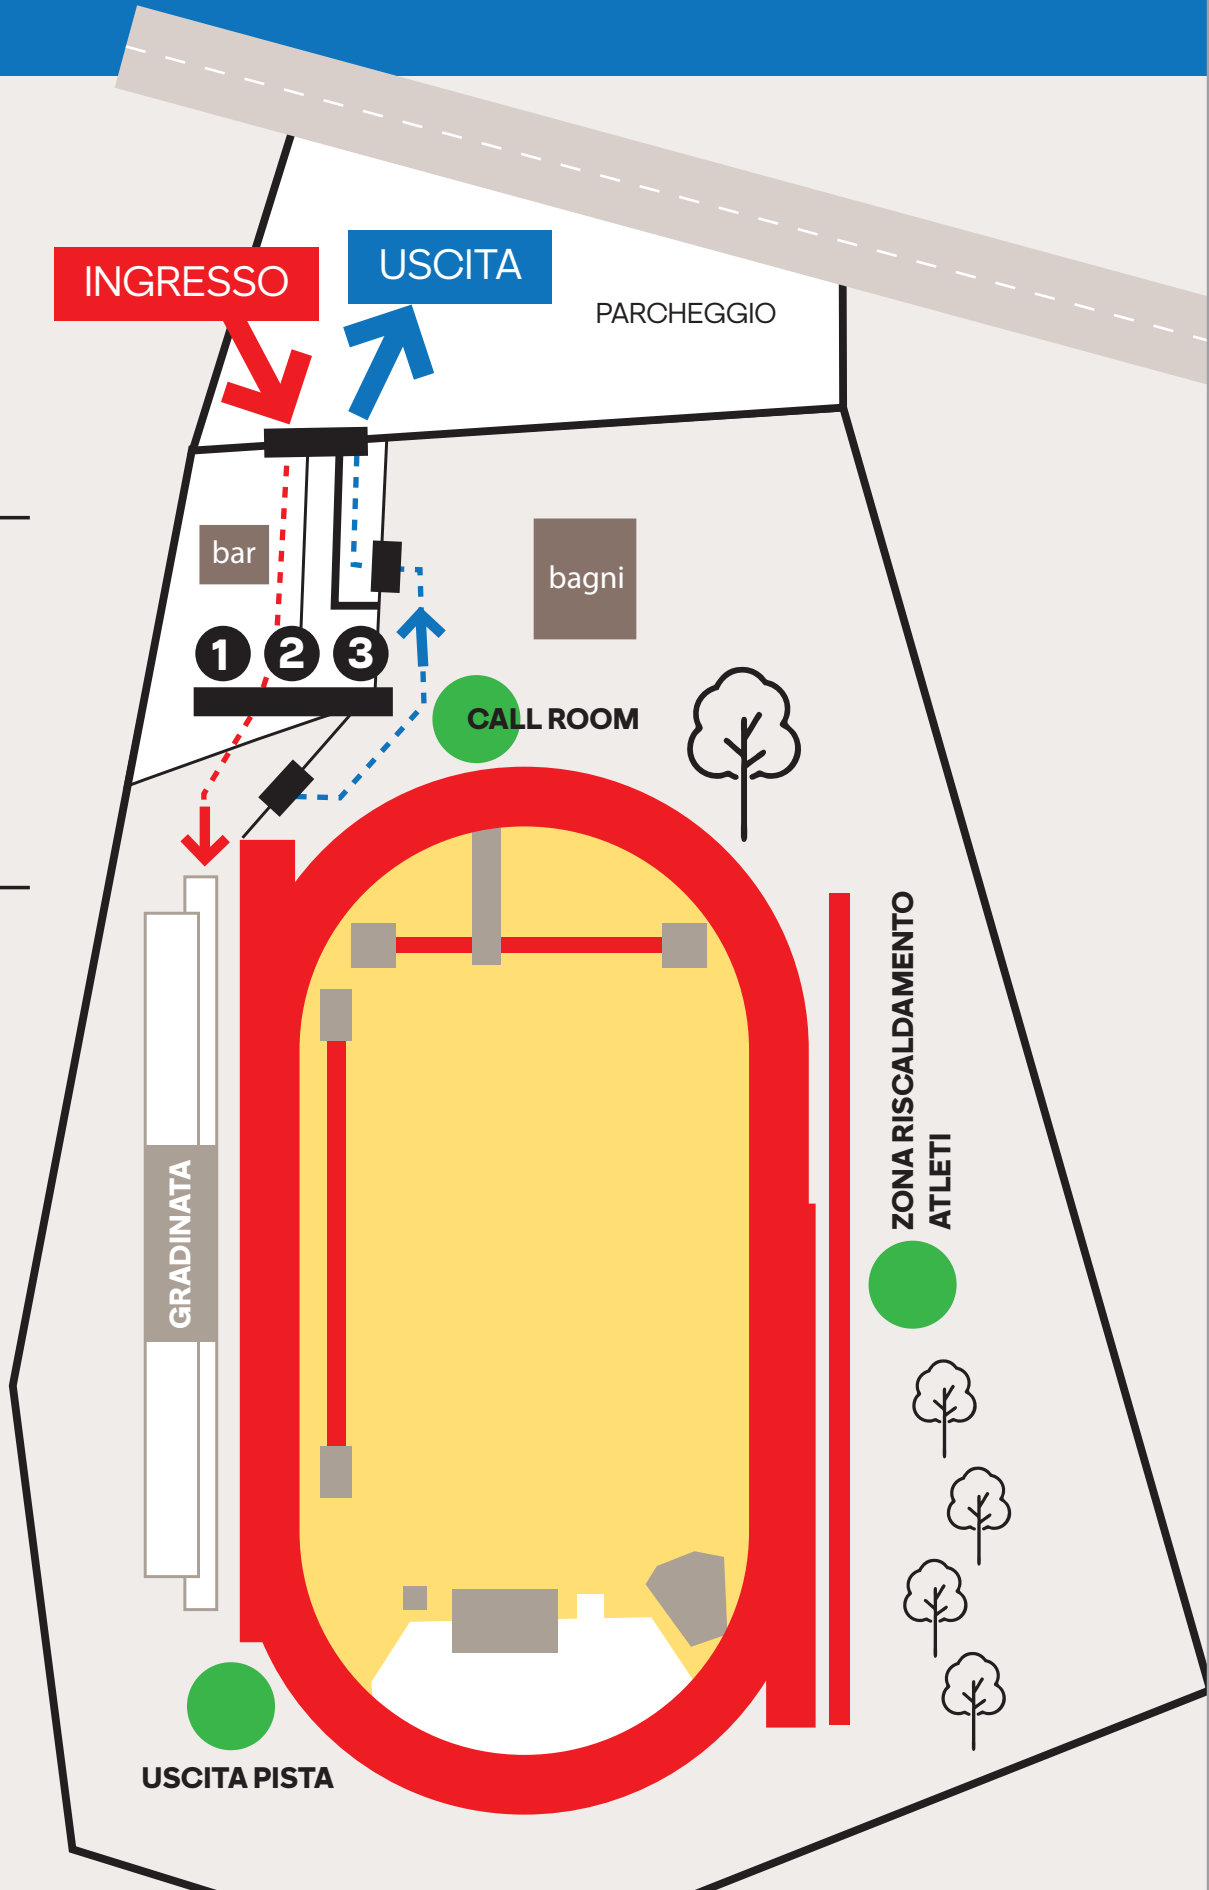 INGRESSO
USCITA
PARCHEGGIO
bar
bagni
1 2 3
CALL ROOM
ZONA RISCALDAMENTO
ATLETI
GRADINATA
USCITA PISTA